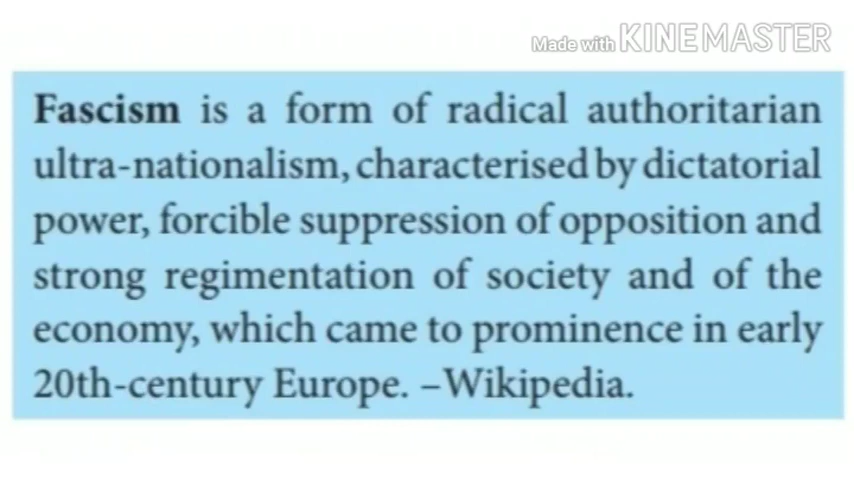 Made with KINEMASTER
Fascism is a form of radical authoritarian
ultra-nationalism, characterised by dictatorial
power, forcible suppression of opposition and
strong regimentation of society and of the
economy, which came to prominence in early
20th-century Europe. –Wikipedia.